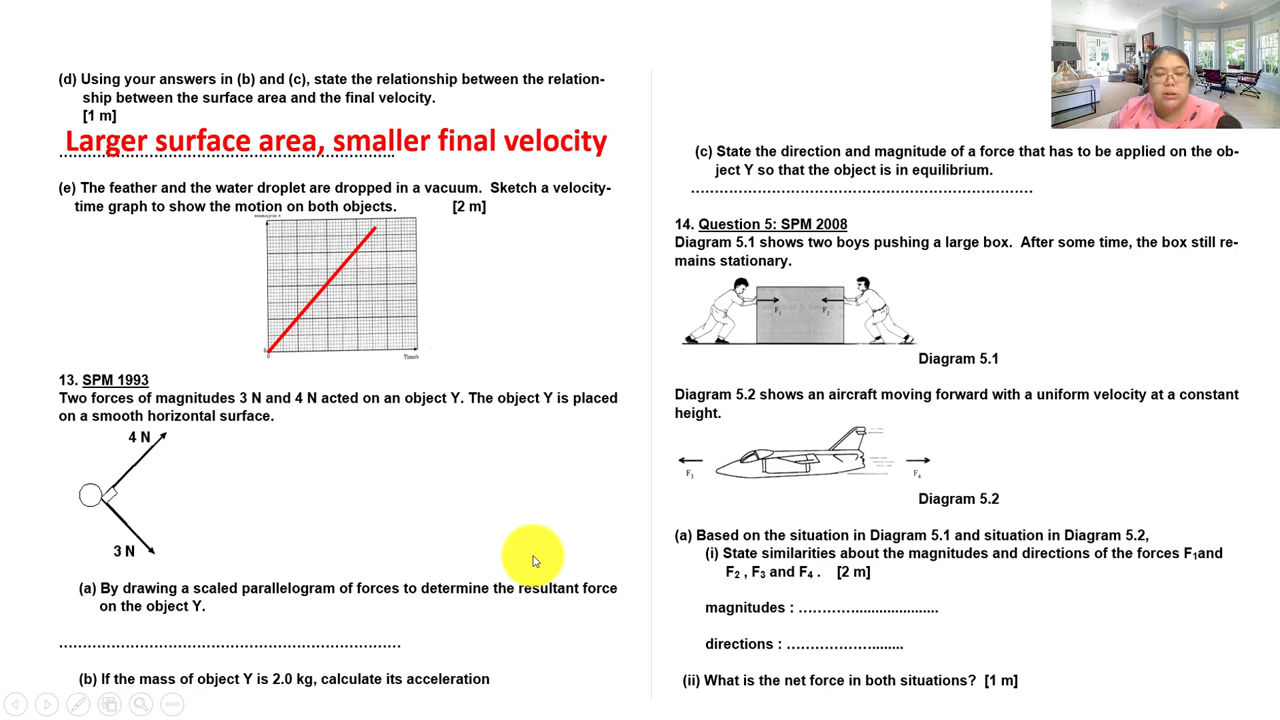 (d) Using your answers in (b) and (c), state the relationship between the relation-
ship between the surface area and the final velocity.
[1 m]
Larger surface area, smaller final velocity
(e) The feather and the water droplet are dropped in a vacuum. Sketch a velocity-
time graph to show the motion on both objects. [2 m]
0
0
Time/s
13. SPM 1993
Two forces of magnitudes 3 N and 4 N acted on an object Y. The object Y is placed
on a smooth horizontal surface.
4 N
3 N
(a) By drawing a scaled parallelogram of forces to determine the resultant force
on the object Y.
........................................................................
(b) If the mass of object Y is 2.0 kg, calculate its acceleration
(c) State the direction and magnitude of a force that has to be applied on the ob-
ject Y so that the object is in equilibrium.
........................................................................
14. Question 5: SPM 2008
Diagram 5.1 shows two boys pushing a large box. After some time, the box still re-
mains stationary.
F₁
F₂
Diagram 5.1
Diagram 5.2 shows an aircraft moving forward with a uniform velocity at a constant
height.
F₃
F₄
Diagram 5.2
(a) Based on the situation in Diagram 5.1 and situation in Diagram 5.2,
(i) State similarities about the magnitudes and directions of the forces F₁and
F₂ , F₃ and F₄ . [2 m]
magnitudes : ….……….....................
directions : …………………........
(ii) What is the net force in both situations? [1 m]